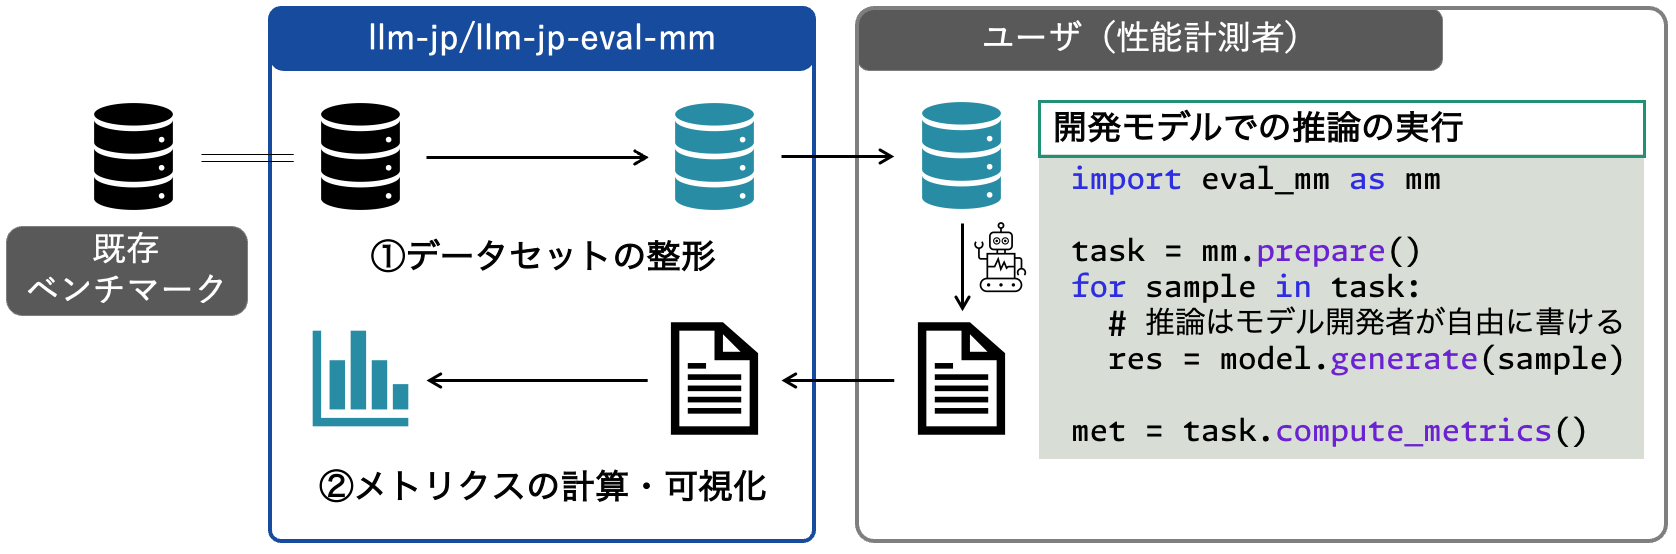 llm-jp/llm-jp-eval-mm
ユーザ（性能計測者）
既存
ベンチマーク
①データセットの整形
②メトリクスの計算・可視化
開発モデルでの推論の実行
import eval_mm as mm
task = mm.prepare()
for sample in task:
  # 推論はモデル開発者が自由に書ける
  res = model.generate(sample)
met = task.compute_metrics()